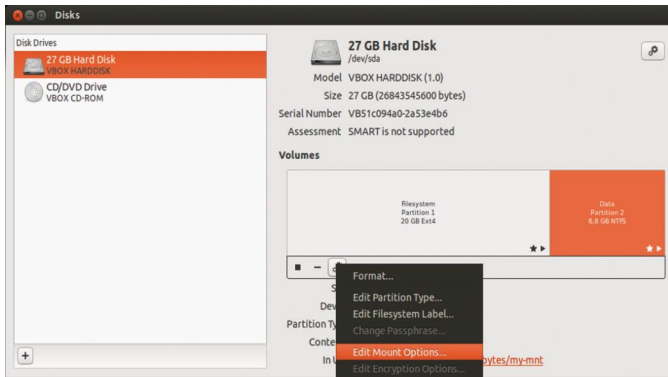 Disks
Disk Drives
27 GB Hard Disk
VBOX HARDDISK
CD/DVD Drive
VBOX CD-ROM
27 GB Hard Disk
/dev/sda
Model VBOX HARDDISK (1.0)
Size 27 GB (26843545600 bytes)
Serial Number VB51c094a0-2a53e4b6
Assessment SMART is not supported
Volumes
Filesystem
Partition 1
20 GB Ext4
Data
Partition 2
6.8 GB NTFS
Format...
Edit Partition Type...
Edit Filesystem Label...
Change Passphrase...
Edit Mount Options...
Edit Encryption Options...
S
Dev
Partition Ty
Conte
In U
bytes/my-mnt